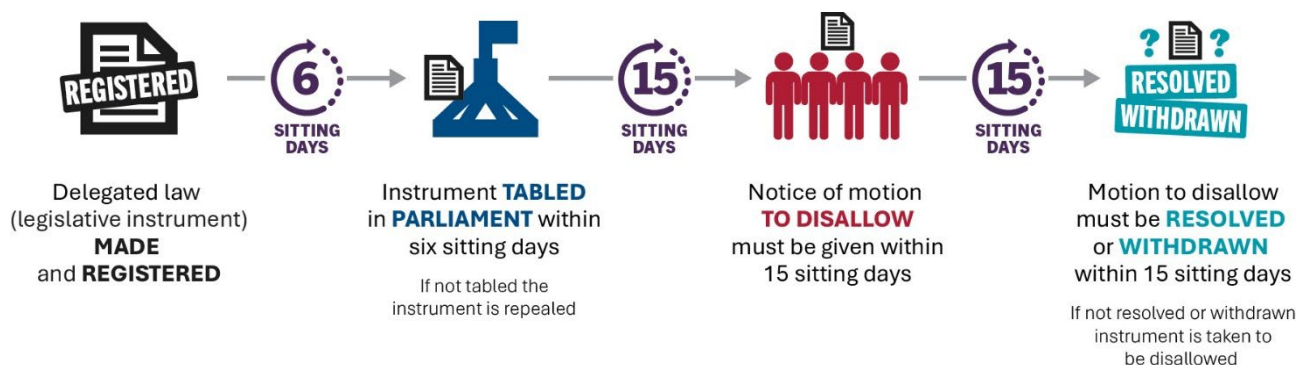 REGISTERED
6
SITTING
DAYS
15
SITTING
DAYS
15
SITTING
DAYS
? ?
RESOLVED
WITHDRAWN
Delegated law
(legislative instrument)
MADE
and REGISTERED
Instrument TABLED
in PARLIAMENT within
six sitting days
If not tabled the
instrument is repealed
Notice of motion
TO DISALLOW
must be given within
15 sitting days
Motion to disallow
must be RESOLVED
or WITHDRAWN
within 15 sitting days
If not resolved or withdrawn
instrument is taken to
be disallowed